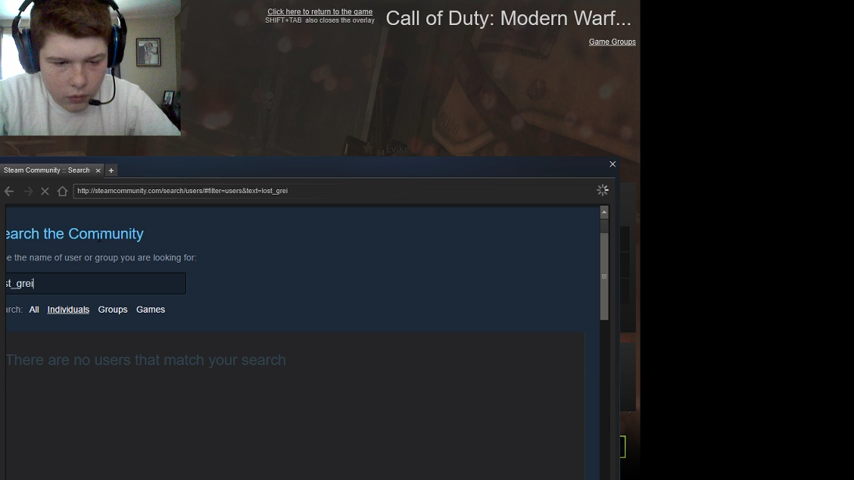 Click here to return to the game
SHIFT+TAB also closes the overlay
Call of Duty: Modern Warf...
Game Groups
Steam Community :: Search
http://steamcommunity.com/search/users/#filter=users&text=lost_grei
earch the Community
e the name of user or group you are looking for:
st_grei
rch: All Individuals Groups Games
There are no users that match your search